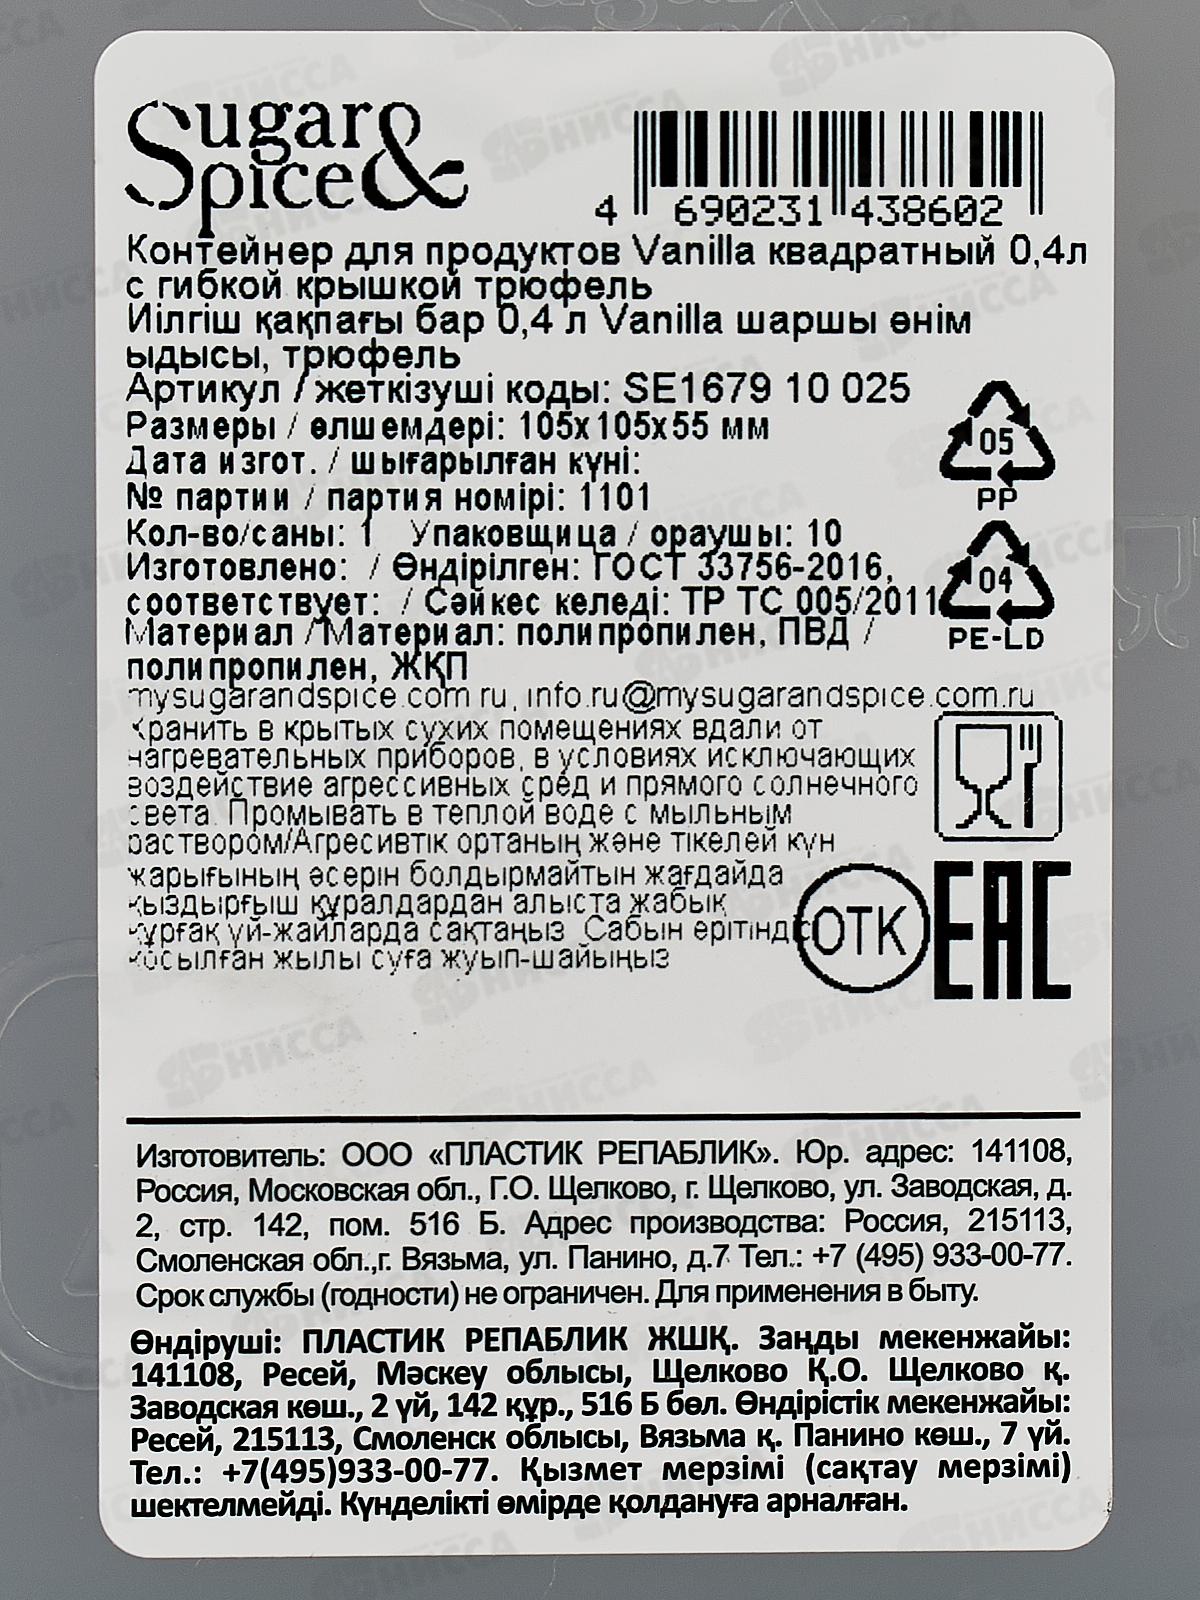 Sugar
Spice&
4 690231 438602
Контейнер для продуктов Vanilla квадратный 0,4л
с гибкой крышкой трюфель
Иілгіш қақпағы бар 0,4 л Vanilla шаршы өнім
ыдысы, трюфель
Артикул / жеткізуші коды: SE1679 10 025
Размеры / өлшемдері: 105x105x55 мм
Дата изгот. / шығарылған күні:
№ партии / партия номірі: 1101
Кол-во/саны: 1 Упаковщица / ораушы: 10
Изготовлено: / Өндірілген: ГОСТ 33756-2016,
соответствует: / Сәйкес келеді: ТР ТС 005/2011
Материал /Материал: полипропилен, ПВД /
полипропилен, ЖҚП
05
PP
04
PE-LD
mysugarandspice.com.ru, info.ru@mysugarandspice.com.ru
Хранить в крытых сухих помещениях вдали от
нагревательных приборов, в условиях исключающих
воздействие агрессивных сред и прямого солнечного
света. Промывать в теплой воде с мыльным
раствором/Агресивтік ортаның және тікелей күн
жарығының әсерін болдырмайтын жағдайда
қыздырғыш құралдардан алыста жабық
құрғақ үй-жайларда сақтаңыз. Сабын ерітінді
қосылған жылы суға жуып-шайыңыз
ОТК
EAC
Изготовитель: ООО «ПЛАСТИК РЕПАБЛИК». Юр. адрес: 141108,
Россия, Московская обл., Г.О. Щелково, г. Щелково, ул. Заводская, д.
2, стр. 142, пом. 516 Б. Адрес производства: Россия, 215113,
Смоленская обл.,г. Вязьма, ул. Панино, д.7 Тел.: +7 (495) 933-00-77.
Срок службы (годности) не ограничен. Для применения в быту.
Өндіруші: ПЛАСТИК РЕПАБЛИК ЖШҚ. Заңды мекенжайы:
141108, Ресей, Мәскеу облысы, Щелково Қ.О. Щелково қ.
Заводская көш., 2 үй, 142 құр., 516 Б бөл. Өндірістік мекенжайы:
Ресей, 215113, Смоленск облысы, Вязьма қ. Панино көш., 7 үй.
Тел.: +7(495)933-00-77. Қызмет мерзімі (сақтау мерзімі)
шектелмейді. Күнделікті өмірде қолдануға арналған.